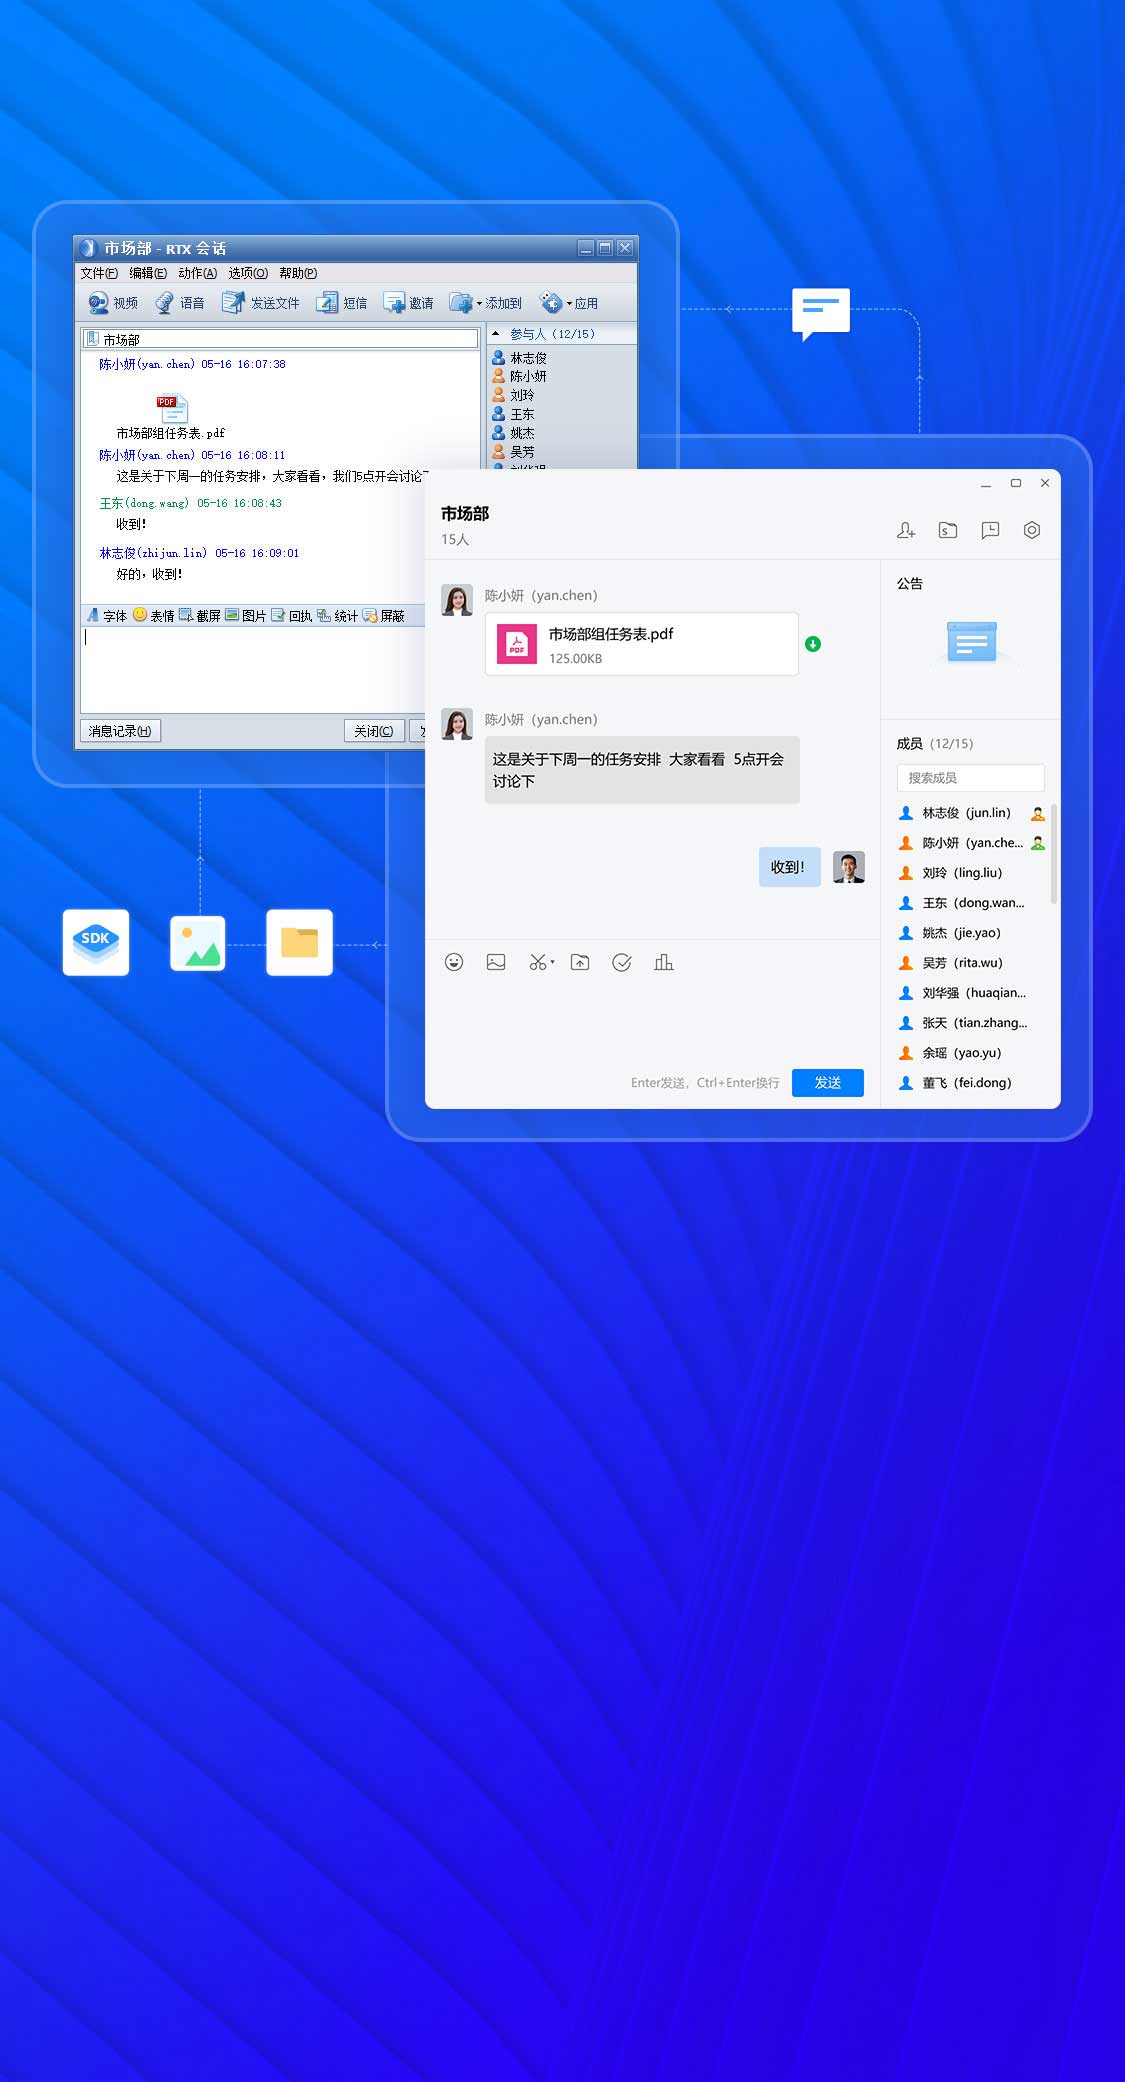 市场部 - RTX 会话
文件(F) 编辑(E) 动作(A) 选项(O) 帮助(P)
视频 语音 发送文件 短信 邀请 添加到 应用
市场部
陈小妍(yan.chen) 05-16 16:07:38
PDF
市场部组任务表.pdf
陈小妍(yan.chen) 05-16 16:08:11
这是关于下周一的任务安排，大家看看，我们5点开会讨论
王东(dong.wang) 05-16 16:08:43
收到！
林志俊(zhijun.lin) 05-16 16:09:01
好的，收到！
字体 表情 截屏 图片 回执 统计 屏蔽
消息记录(H) 关闭(C)
参与人（12/15）
林志俊
陈小妍
刘玲
王东
姚杰
吴芳
市场部
15人
陈小妍（yan.chen）
PDF
市场部组任务表.pdf
125.00KB
陈小妍（yan.chen）
这是关于下周一的任务安排 大家看看 5点开会
讨论下
收到！
Enter发送，Ctrl+Enter换行 发送
公告
成员（12/15）
搜索成员
林志俊（jun.lin）
陈小妍（yan.che...
刘玲（ling.liu）
王东（dong.wan...
姚杰（jie.yao）
吴芳（rita.wu）
刘华强（huaqian...
张天（tian.zhang...
余瑶（yao.yu）
董飞（fei.dong）
SDK